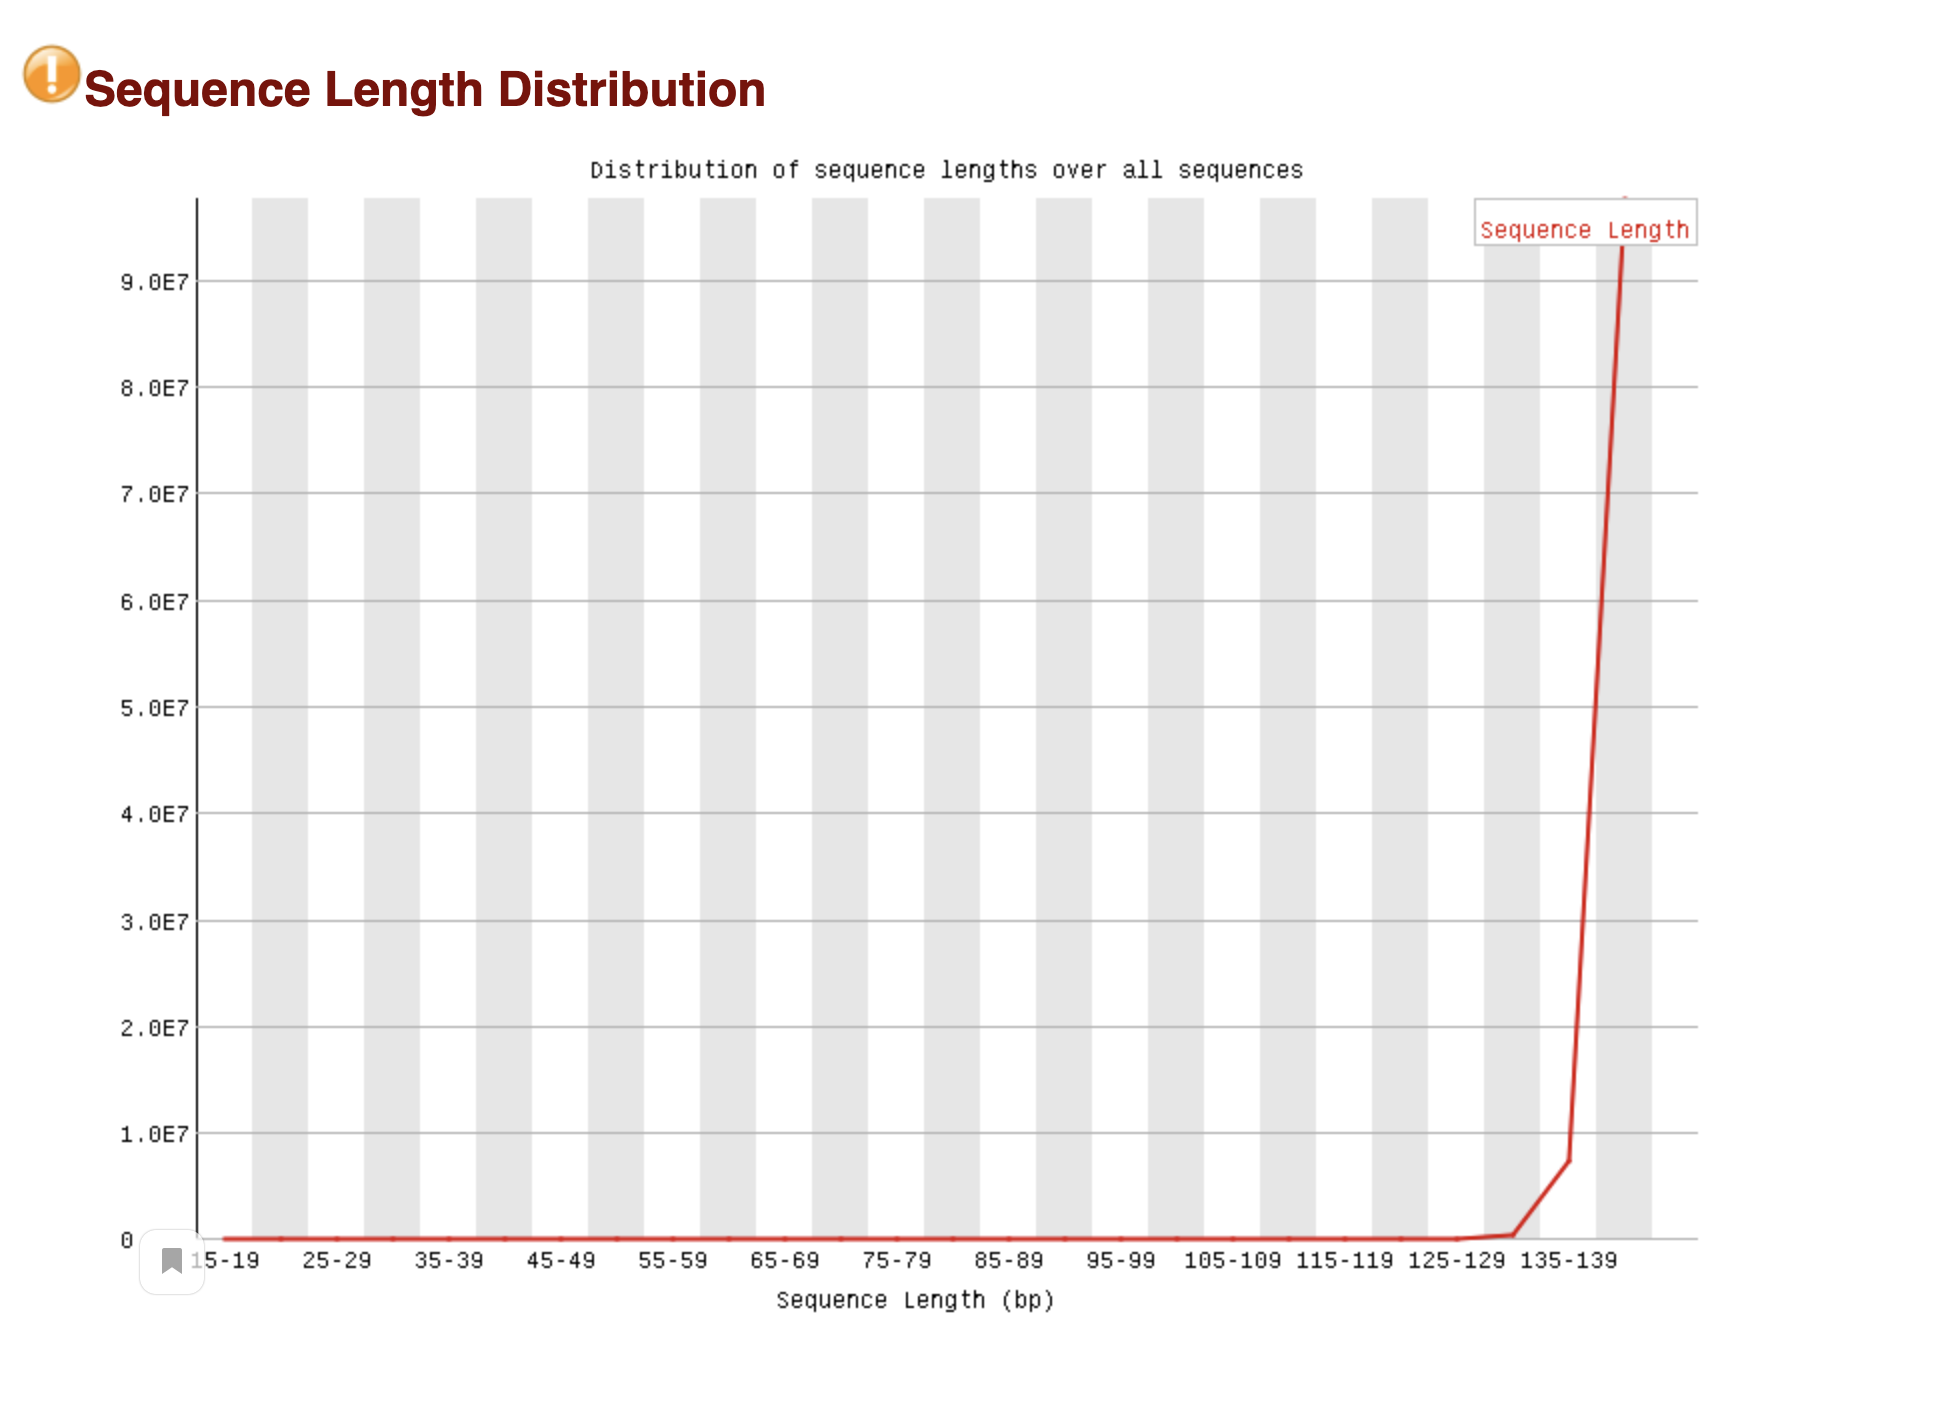 Sequence Length Distribution
Distribution of sequence lengths over all sequences
Sequence Length
9.0E7
8.0E7
7.0E7
6.0E7
5.0E7
4.0E7
3.0E7
2.0E7
1.0E7
0
15-19 25-29 35-39 45-49 55-59 65-69 75-79 85-89 95-99 105-109 115-119 125-129 135-139
Sequence Length (bp)